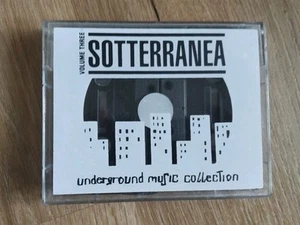 VOLUME THREE
SOTTERRANEA
underground music collection